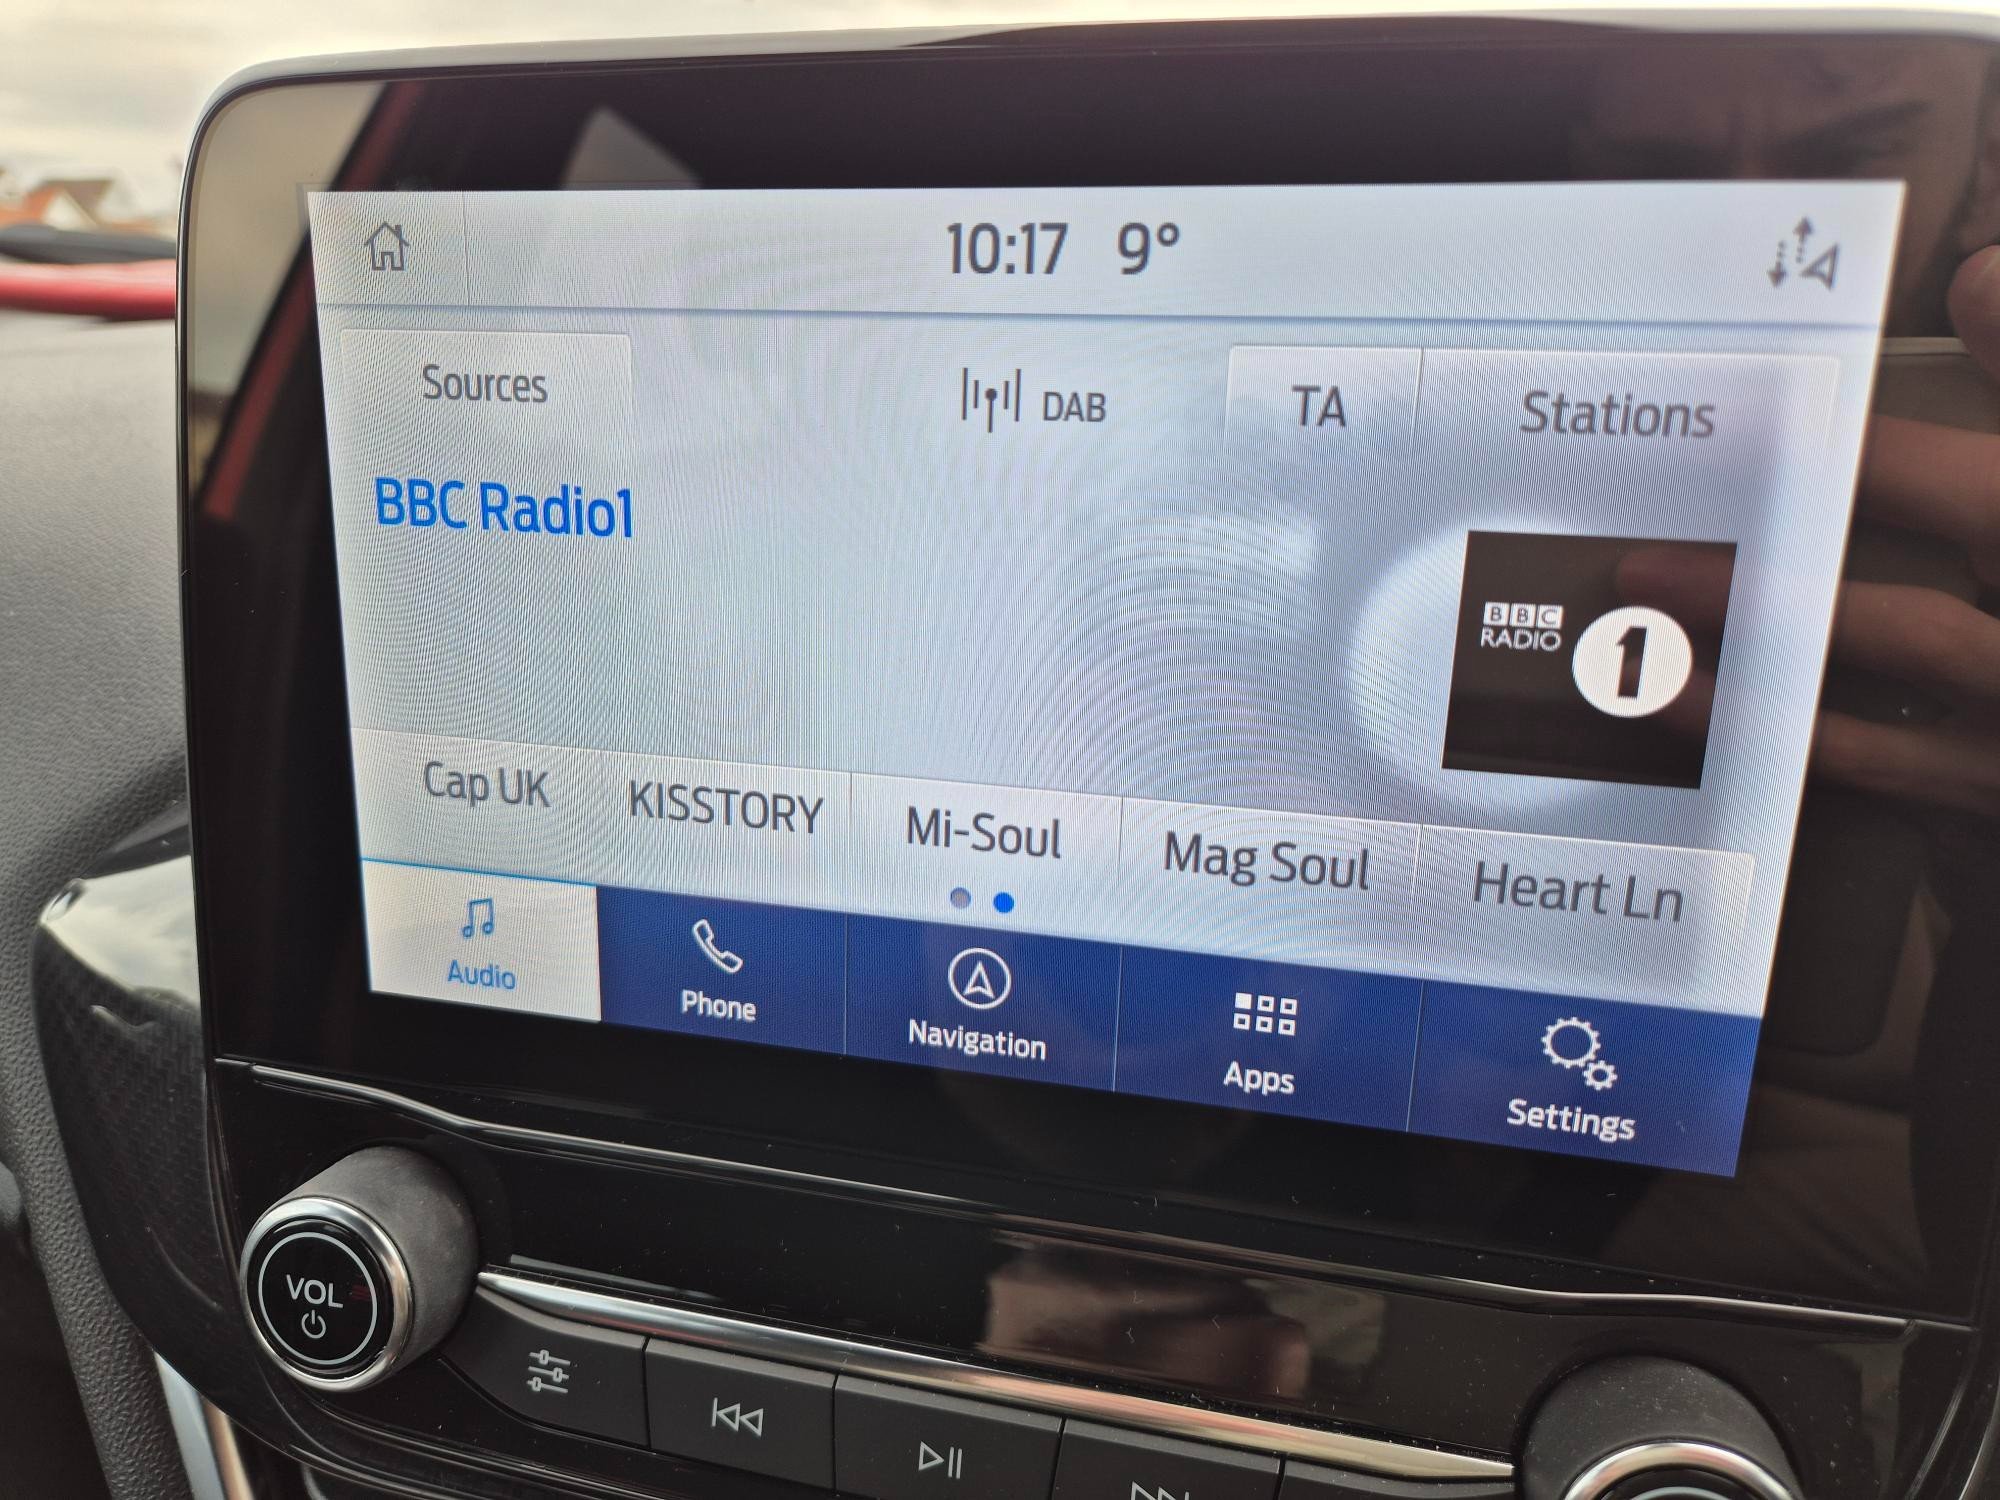 10:17 9°
Sources
DAB
TA
Stations
BBC Radio1
BBC
RADIO
1
Cap UK
KISSTORY
Mi-Soul
Mag Soul
Heart Ln
Audio
Phone
Navigation
Apps
Settings
VOL